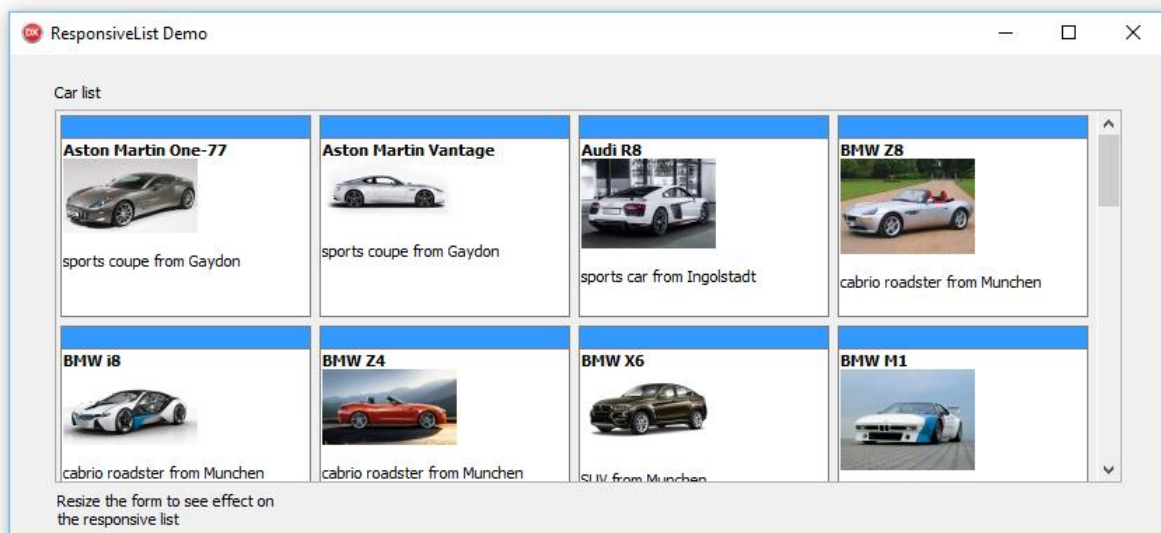 ResponsiveList Demo
Car list
Aston Martin One-77
sports coupe from Gaydon
Aston Martin Vantage
sports coupe from Gaydon
Audi R8
sports car from Ingolstadt
BMW Z8
cabrio roadster from Munchen
BMW i8
cabrio roadster from Munchen
BMW Z4
cabrio roadster from Munchen
BMW X6
SUV from Munchen
BMW M1
Resize the form to see effect on
the responsive list